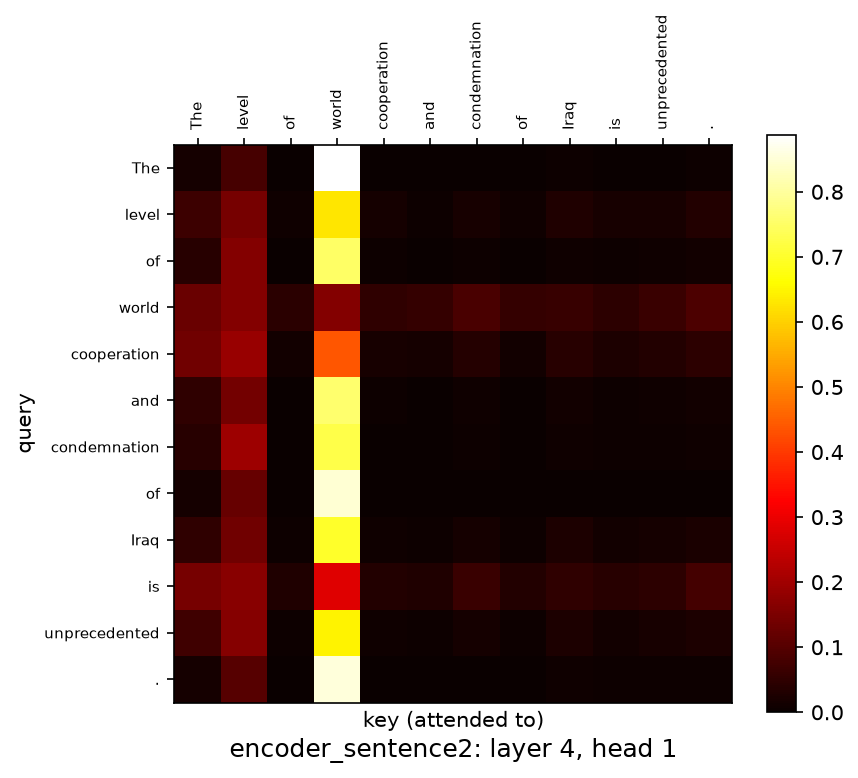 The level of world cooperation and condemnation of Iraq is unprecedented .
The
level
of
world
cooperation
and
condemnation
of
Iraq
is
unprecedented
.
query
key (attended to)
encoder_sentence2: layer 4, head 1
0.8
0.7
0.6
0.5
0.4
0.3
0.2
0.1
0.0